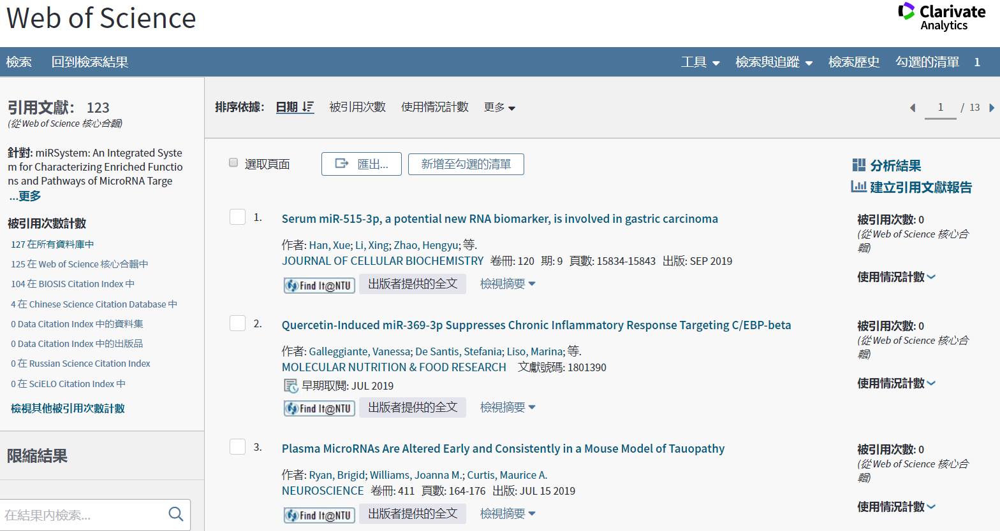 Web of Science
Clarivate
Analytics
檢索 回到檢索結果 工具 檢索與追蹤 檢索歷史 勾選的清單 1
引用文獻: 123
(從 Web of Science 核心合輯)
針對: miRSystem: An Integrated Syste
m for Characterizing Enriched Functio
ns and Pathways of MicroRNA Targe
...更多
被引用次數計數
127 在所有資料庫中
125 在 Web of Science 核心合輯中
104 在 BIOSIS Citation Index 中
4 在 Chinese Science Citation Database 中
0 Data Citation Index 中的資料集
0 Data Citation Index 中的出版品
0 在 Russian Science Citation Index
0 在 SciELO Citation Index 中
檢視其他被引用次數計數
限縮結果
在結果內檢索...
排序依據: 日期 被引用次數 使用情況計數 更多
1 / 13
選取頁面 匯出... 新增至勾選的清單
分析結果
建立引用文獻報告
1. Serum miR-515-3p, a potential new RNA biomarker, is involved in gastric carcinoma
作者: Han, Xue; Li, Xing; Zhao, Hengyu; 等.
JOURNAL OF CELLULAR BIOCHEMISTRY 卷冊: 120 期: 9 頁數: 15834-15843 出版: SEP 2019
Find It@NTU 出版者提供的全文 檢視摘要
被引用次數: 0
(從 Web of Science 核心合
輯)
使用情況計數
2. Quercetin-Induced miR-369-3p Suppresses Chronic Inflammatory Response Targeting C/EBP-beta
作者: Galleggiante, Vanessa; De Santis, Stefania; Liso, Marina; 等.
MOLECULAR NUTRITION & FOOD RESEARCH 文獻號碼: 1801390
早期取閱: JUL 2019
Find It@NTU 出版者提供的全文 檢視摘要
被引用次數: 0
(從 Web of Science 核心合
輯)
使用情況計數
3. Plasma MicroRNAs Are Altered Early and Consistently in a Mouse Model of Tauopathy
作者: Ryan, Brigid; Williams, Joanna M.; Curtis, Maurice A.
NEUROSCIENCE 卷冊: 411 頁數: 164-176 出版: JUL 15 2019
Find It@NTU 出版者提供的全文 檢視摘要
被引用次數: 0
(從 Web of Science 核心合
輯)
使用情況計數